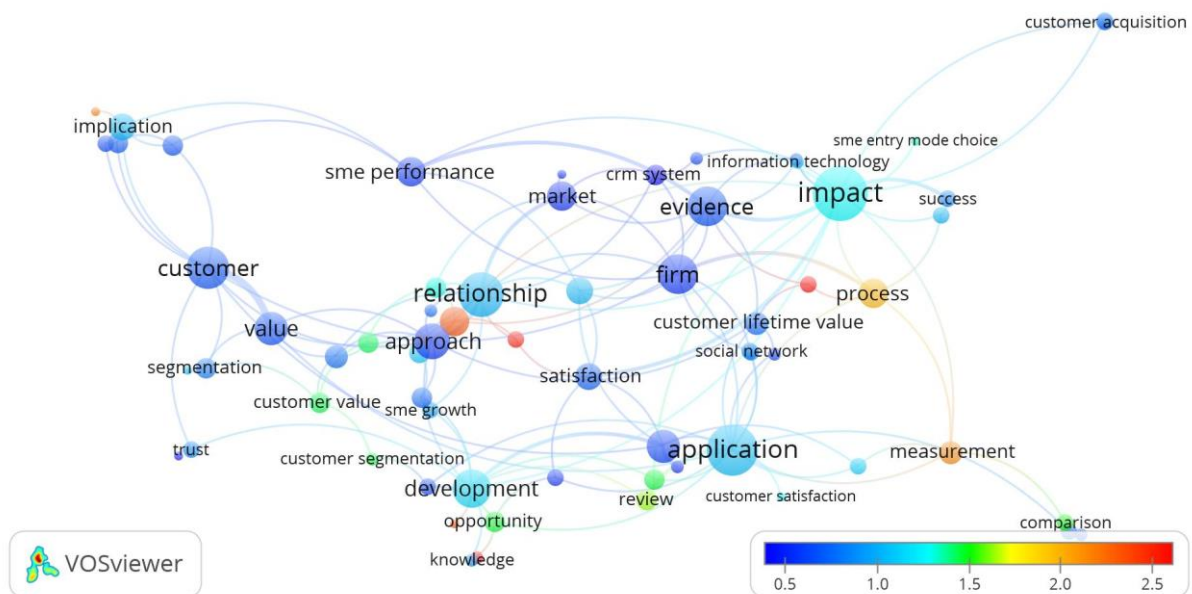 customer acquisition
implication
sme entry mode choice
information technology
sme performance
crm system
impact
market
evidence
success
customer
firm
relationship
process
value
customer lifetime value
approach
social network
segmentation
satisfaction
customer value
sme growth
trust
application
measurement
customer segmentation
development
review
customer satisfaction
opportunity
comparison
knowledge
VOSviewer
0.5 1.0 1.5 2.0 2.5